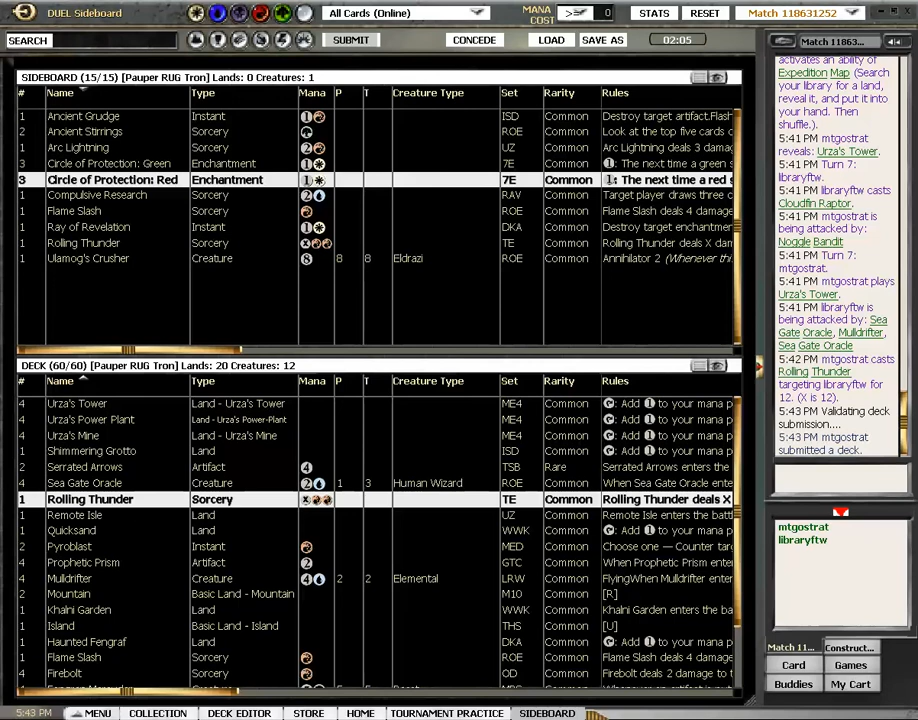 DUEL Sideboard
All Cards (Online)
MANA COST
>=
0
STATS
RESET
Match 118631252
SEARCH
SUBMIT
CONCEDE
LOAD
SAVE AS
02:05
Match 11863...
SIDEBOARD (15/15) [Pauper RUG Tron] Lands: 0 Creatures: 1
# Name Type Mana P T Creature Type Set Rarity Rules
1 Ancient Grudge Instant 1 ISD Common Destroy target artifact.Flash
2 Ancient Stirrings Sorcery ROE Common Look at the top five cards
1 Arc Lightning Sorcery 2 UZ Common Arc Lightning deals 3 damag
3 Circle of Protection: Green Enchantment 1 7E Common 1: The next time a green s
3 Circle of Protection: Red Enchantment 1 7E Common 1: The next time a red s
1 Compulsive Research Sorcery 2 RAV Common Target player draws three c
1 Flame Slash Sorcery ROE Common Flame Slash deals 4 damage
1 Ray of Revelation Instant 1 DKA Common Destroy target enchantment
1 Rolling Thunder Sorcery X TE Common Rolling Thunder deals X dam
1 Ulamog's Crusher Creature 8 8 8 Eldrazi ROE Common Annihilator 2 (Whenever thi
DECK (60/60) [Pauper RUG Tron] Lands: 20 Creatures: 12
# Name Type Mana P T Creature Type Set Rarity Rules
4 Urza's Tower Land - Urza's Tower ME4 Common : Add 1 to your mana p
4 Urza's Power Plant Land - Urza's Power-Plant ME4 Common : Add 1 to your mana p
4 Urza's Mine Land - Urza's Mine ME4 Common : Add 1 to your mana p
1 Shimmering Grotto Land ISD Common : Add 1 to your mana p
2 Serrated Arrows Artifact 4 TSB Rare Serrated Arrows enters the
4 Sea Gate Oracle Creature 2 1 3 Human Wizard ROE Common When Sea Gate Oracle ente
1 Rolling Thunder Sorcery X TE Common Rolling Thunder deals X
1 Remote Isle Land UZ Common Remote Isle enters the batt
1 Quicksand Land WWK Common : Add 1 to your mana p
2 Pyroblast Instant MED Common Choose one — Counter targ
4 Prophetic Prism Artifact 2 GTC Common When Prophetic Prism enter
4 Mulldrifter Creature 4 2 2 Elemental LRW Common FlyingWhen Mulldrifter enter
2 Mountain Basic Land - Mountain M10 Common [R]
1 Khalni Garden Land WWK Common Khalni Garden enters the ba
1 Island Basic Land - Island THS Common [U]
1 Haunted Fengraf Land DKA Common : Add 1 to your mana p
1 Flame Slash Sorcery ROE Common Flame Slash deals 4 damage
4 Firebolt Sorcery OD Common Firebolt deals 2 damage to
activates an ability of
Expedition Map (Search
your library for a land,
reveal it, and put it into
your hand. Then
shuffle.).
5:41 PM mtgostrat
reveals: Urza's Tower.
5:41 PM Turn 7:
libraryftw.
5:41 PM libraryftw casts
Cloudfin Raptor.
5:41 PM mtgostrat is
being attacked by:
Noggle Bandit
5:41 PM Turn 7:
mtgostrat.
5:41 PM mtgostrat plays
Urza's Tower.
5:41 PM libraryftw is
being attacked by: Sea
Gate Oracle, Mulldrifter,
Sea Gate Oracle
5:42 PM mtgostrat casts
Rolling Thunder
targeting libraryftw for
12. (X is 12).
5:43 PM Validating deck
submission....
5:43 PM mtgostrat
submitted a deck.
mtgostrat
libraryftw
Match 11...
Construct...
Card
Games
Buddies
My Cart
5:43 PM
MENU
COLLECTION
DECK EDITOR
STORE
HOME
TOURNAMENT PRACTICE
SIDEBOARD